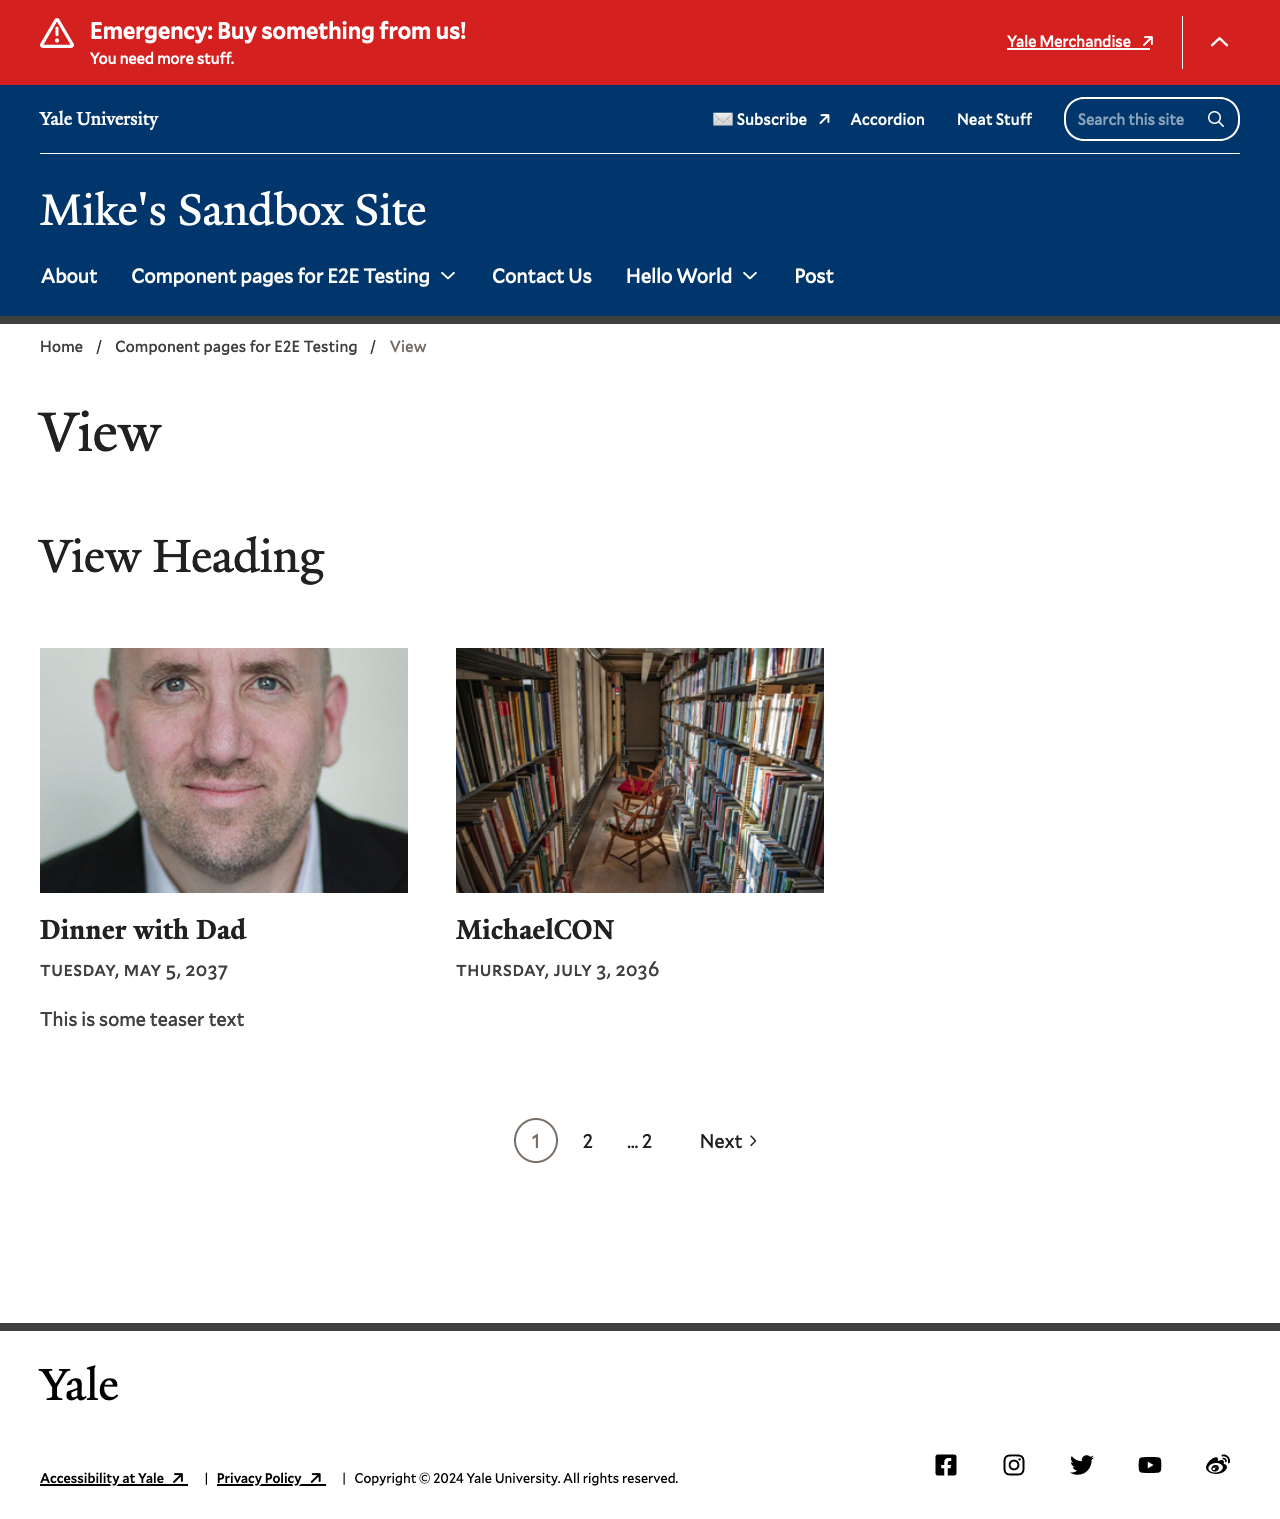 Emergency: Buy something from us!
You need more stuff.
Yale Merchandise
Yale University
Subscribe
Accordion
Neat Stuff
Search this site
Mike's Sandbox Site
About
Component pages for E2E Testing
Contact Us
Hello World
Post
Home / Component pages for E2E Testing / View
View
View Heading
Dinner with Dad
TUESDAY, MAY 5, 2037
This is some teaser text
MichaelCON
THURSDAY, JULY 3, 2036
1 2 ... 2 Next
Yale
Accessibility at Yale | Privacy Policy | Copyright © 2024 Yale University. All rights reserved.